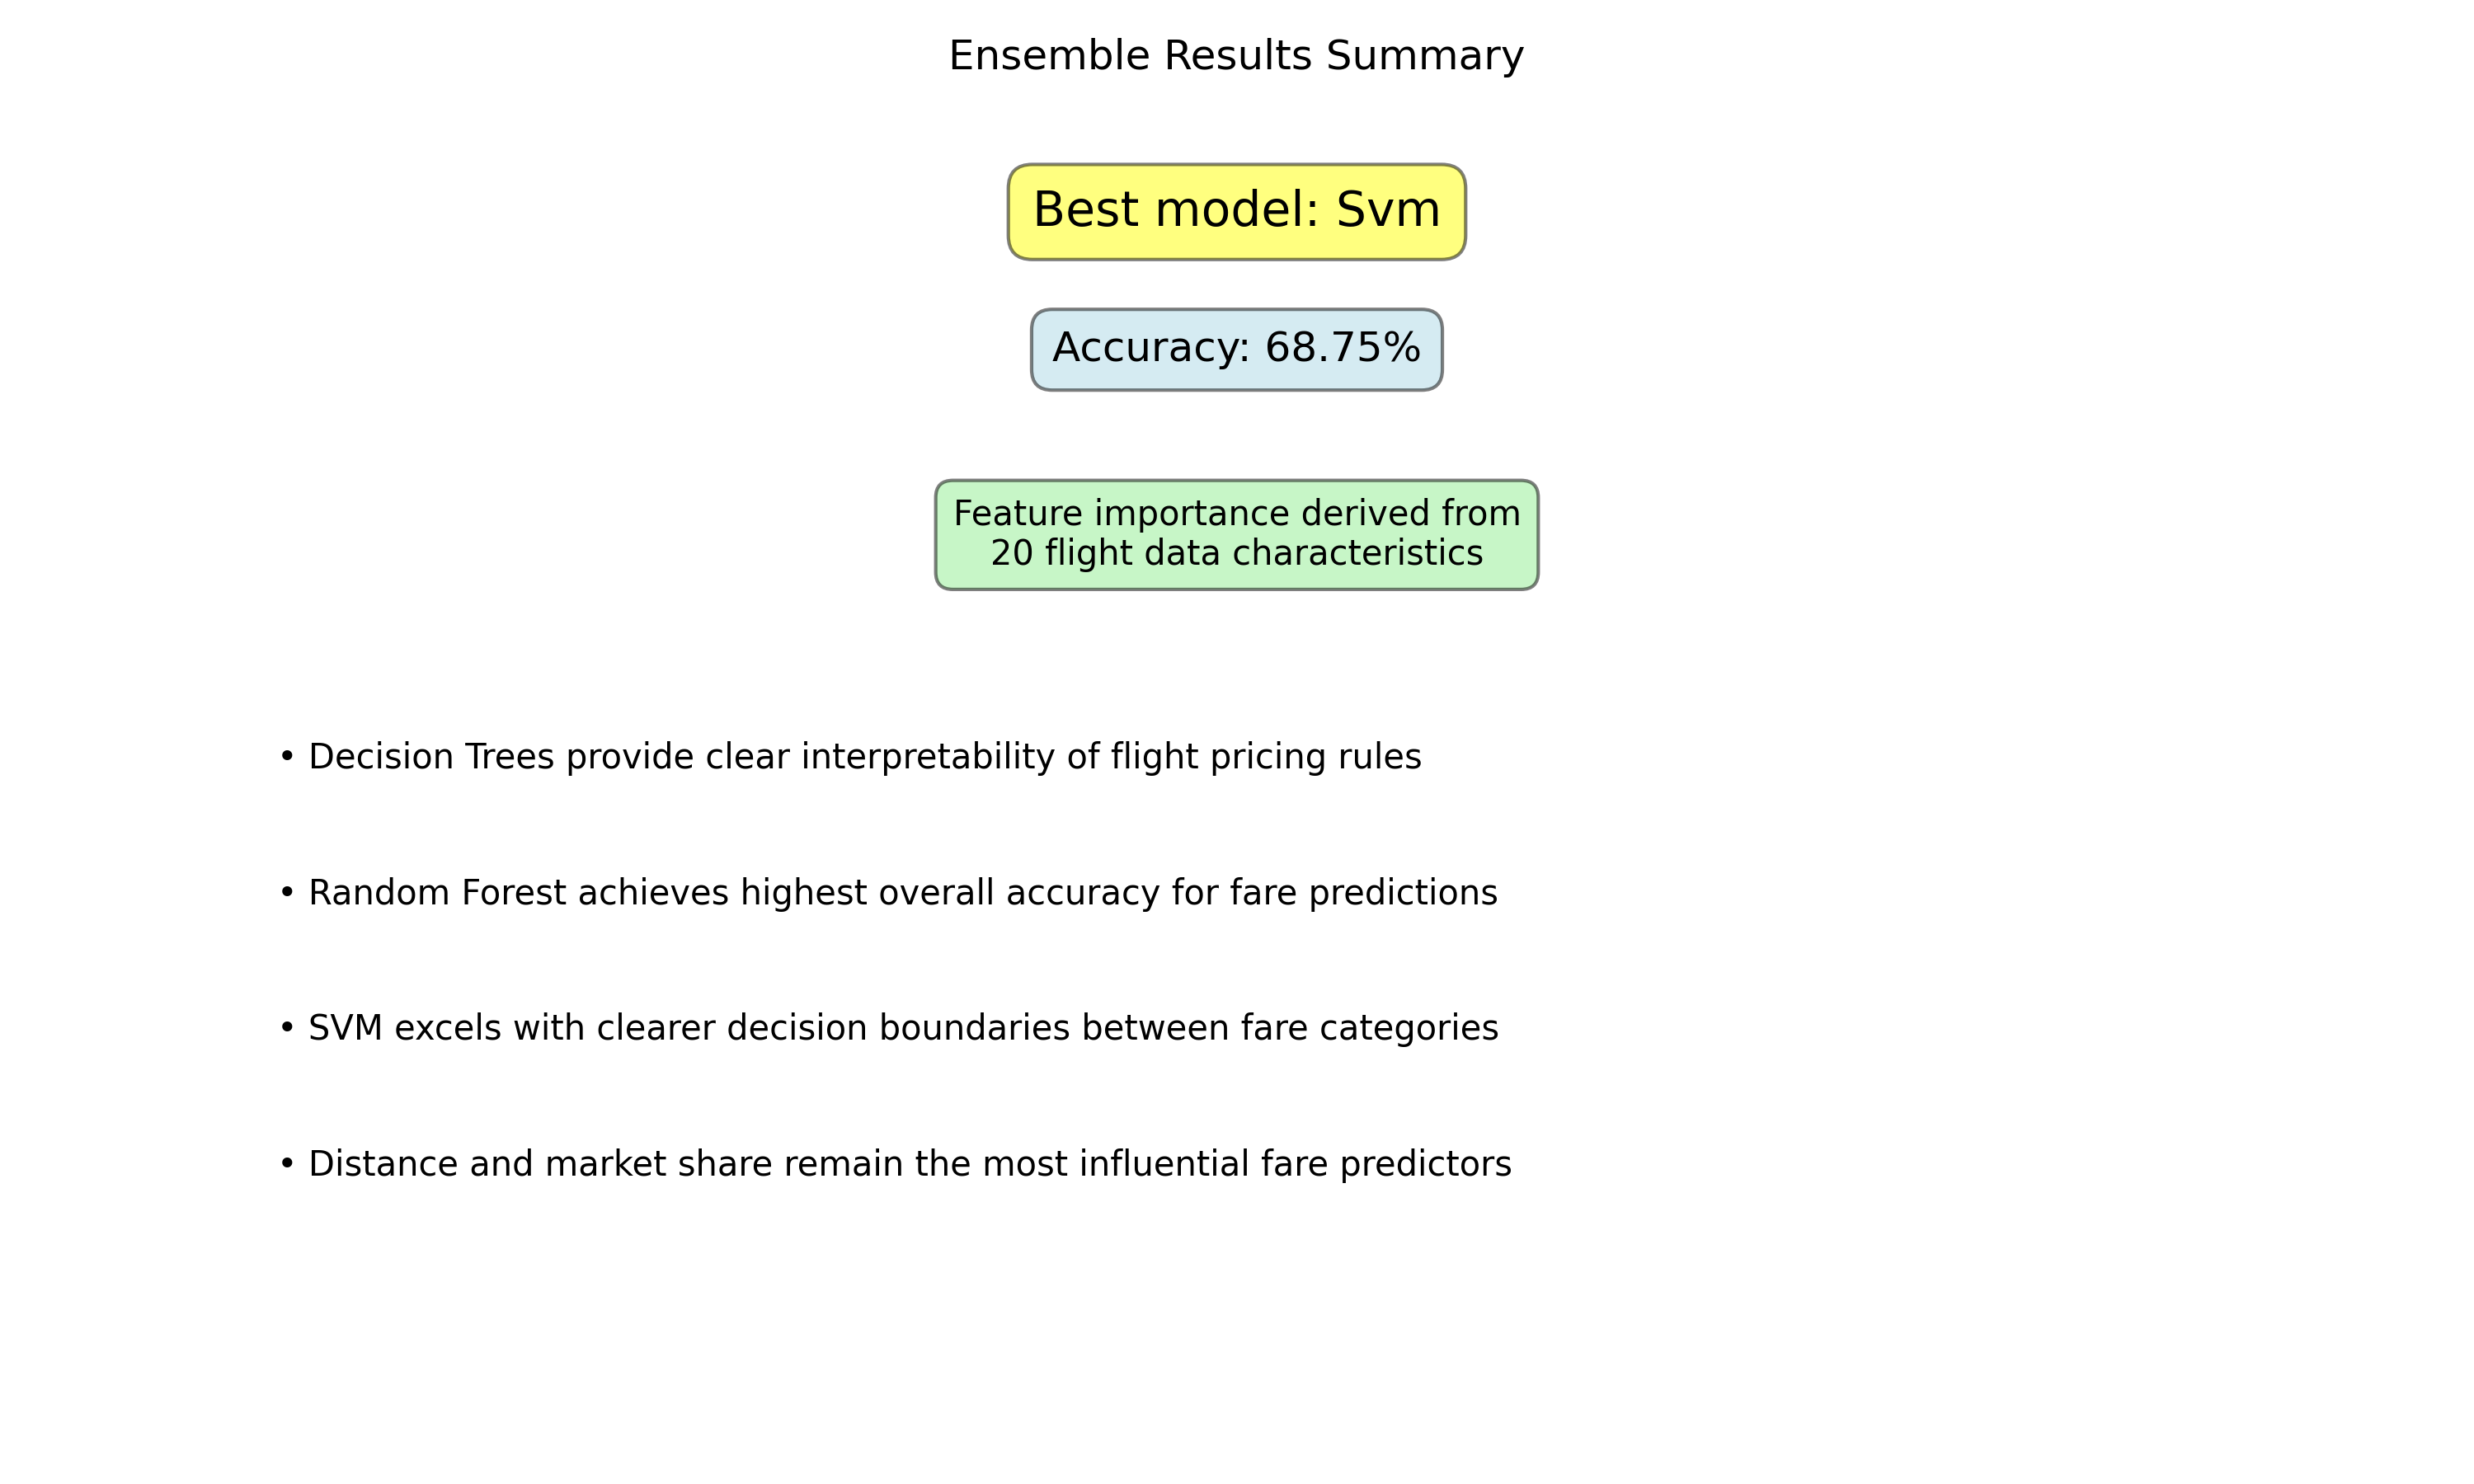 Ensemble Results Summary
Best model: Svm
Accuracy: 68.75%
Feature importance derived from
20 flight data characteristics
• Decision Trees provide clear interpretability of flight pricing rules
• Random Forest achieves highest overall accuracy for fare predictions
• SVM excels with clearer decision boundaries between fare categories
• Distance and market share remain the most influential fare predictors